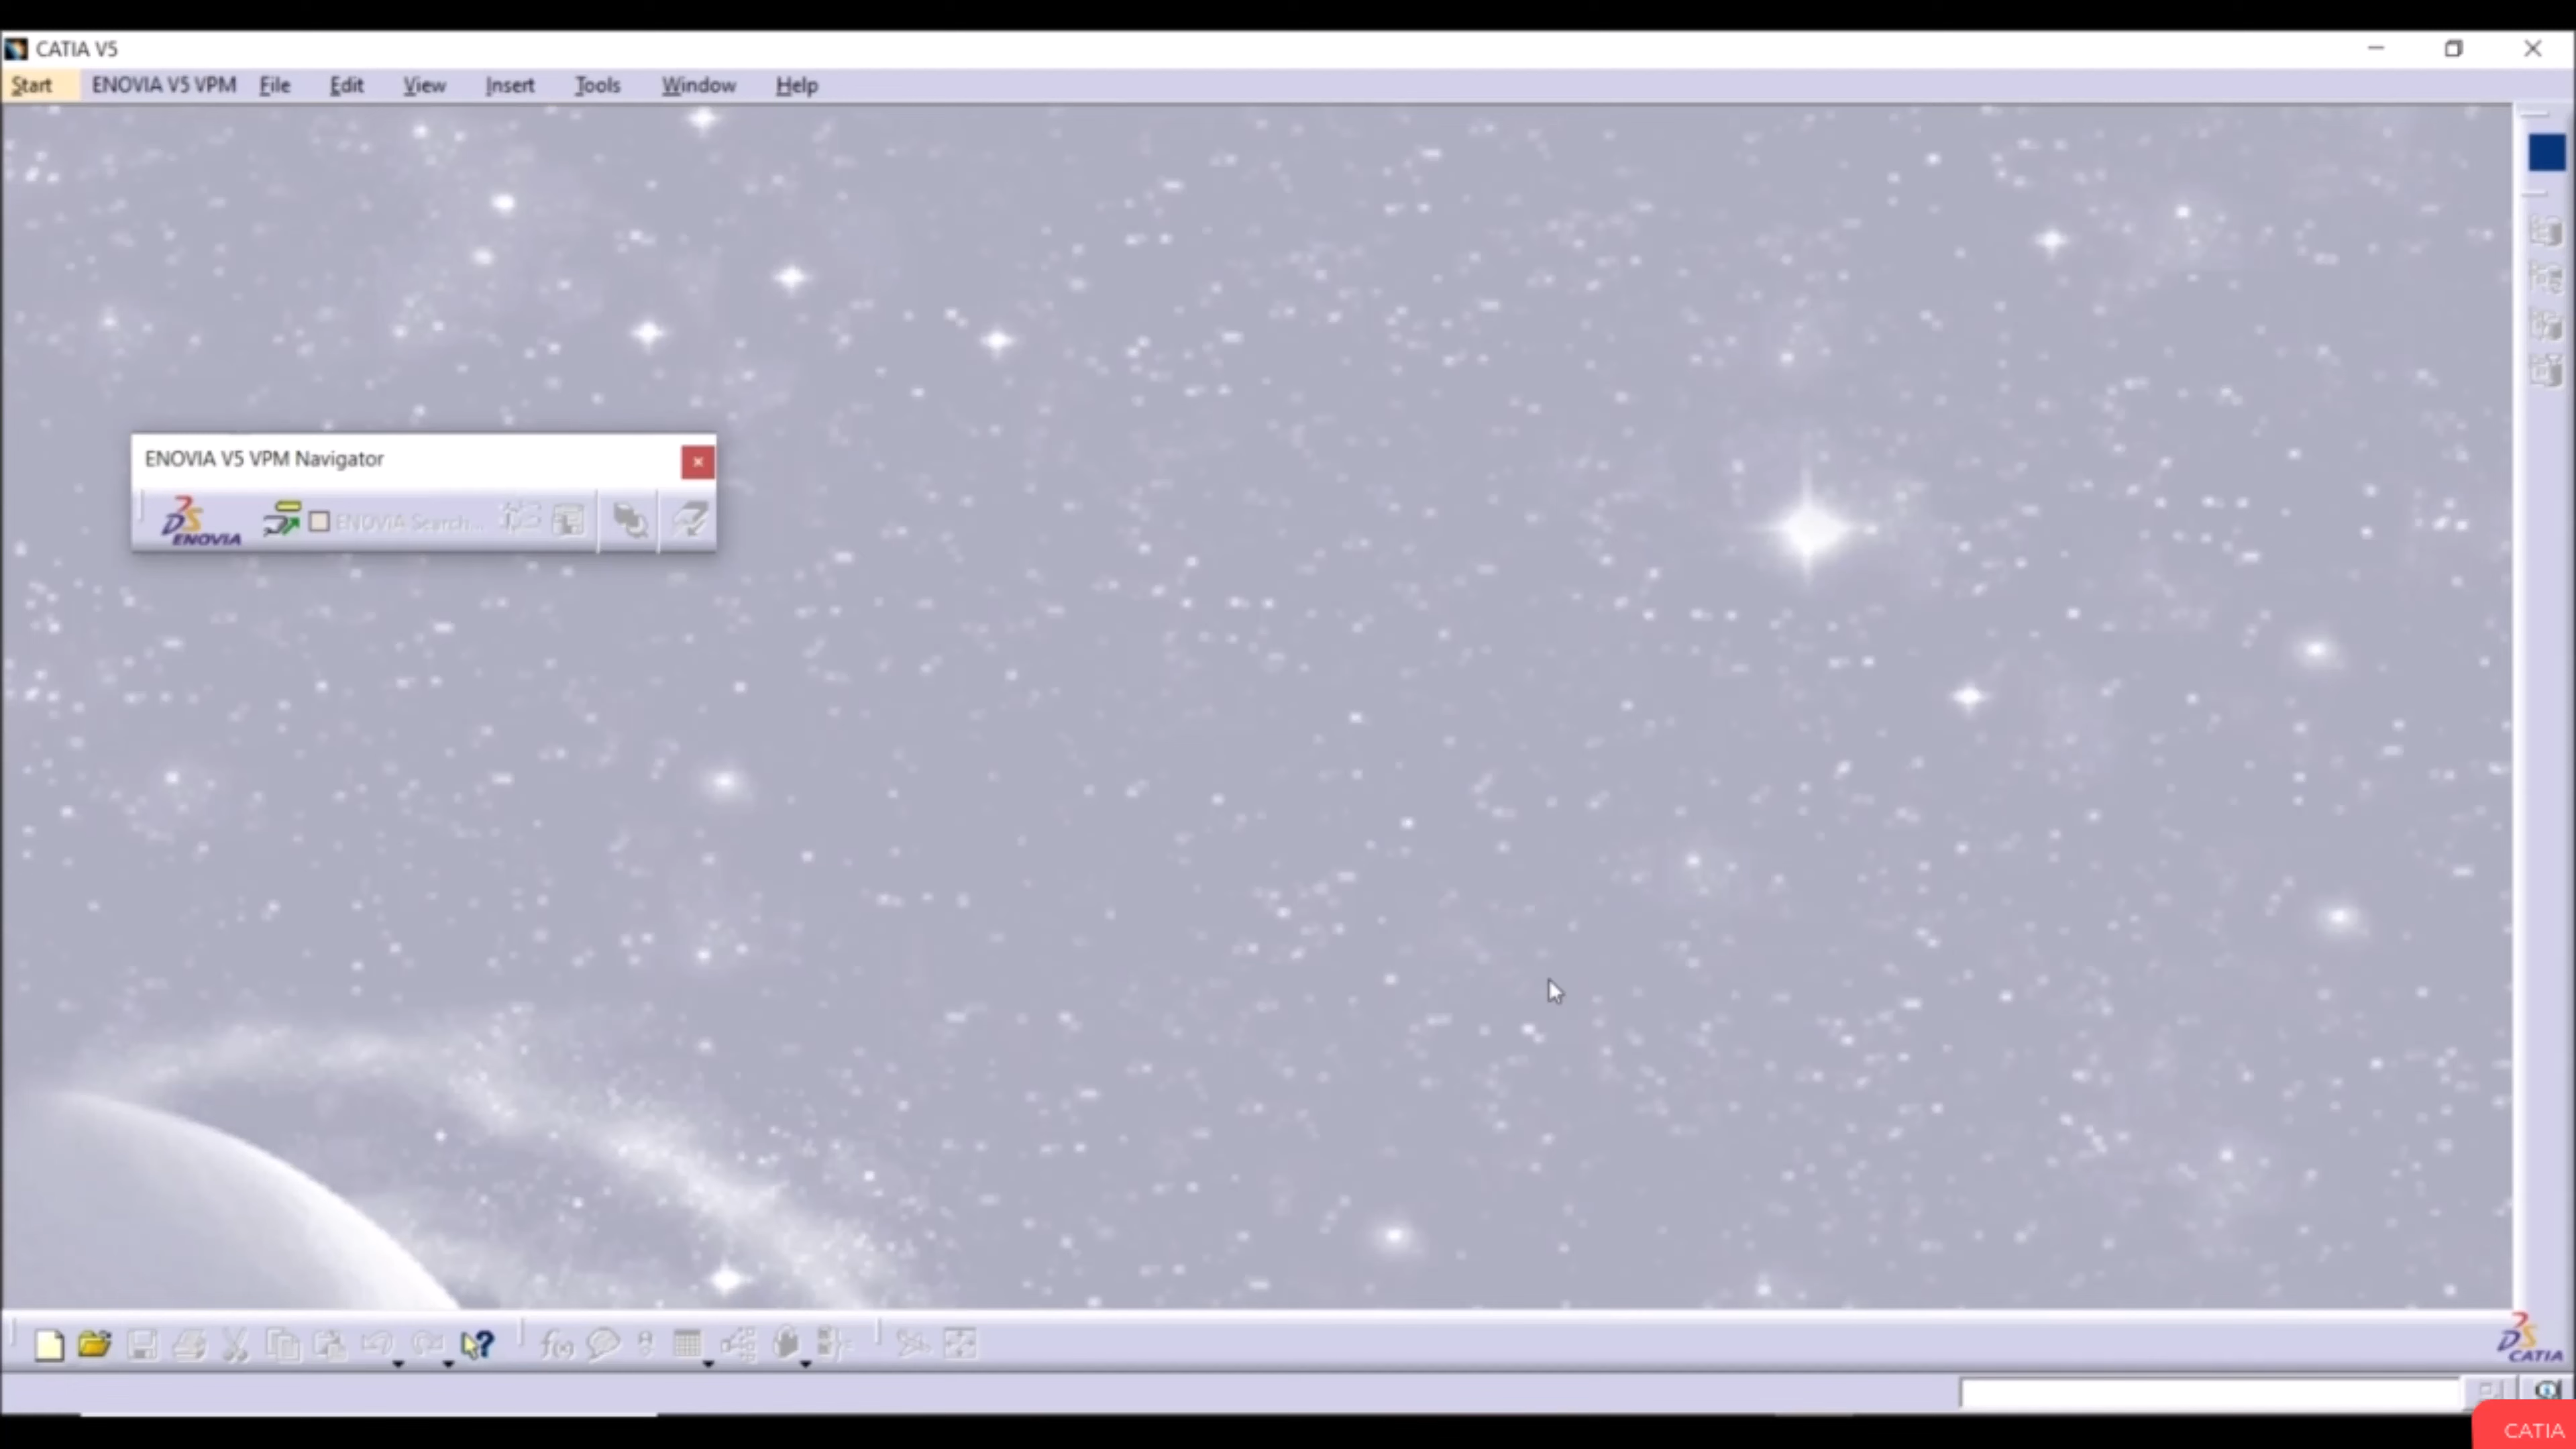 CATIA V5
Start ENOVIA V5 VPM File Edit View Insert Tools Window Help
ENOVIA V5 VPM Navigator
ENOVIA ENOVIA Search...
f(x)
CATIA
CATIA